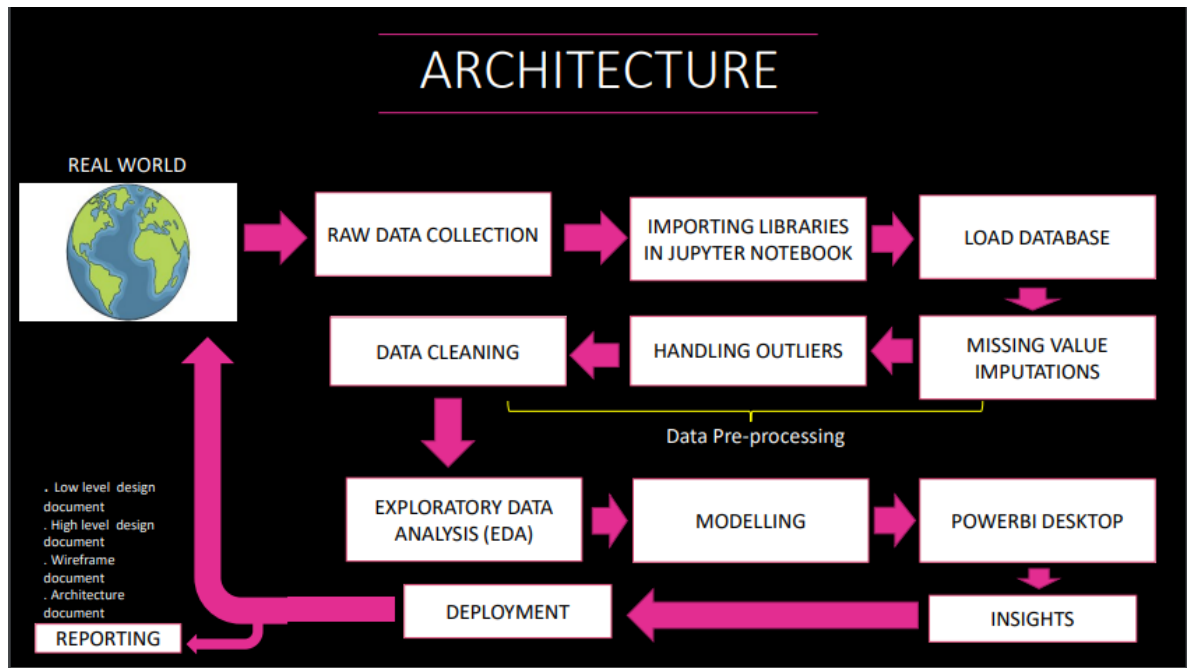 ARCHITECTURE
REAL WORLD
RAW DATA COLLECTION
IMPORTING LIBRARIES
IN JUPYTER NOTEBOOK
LOAD DATABASE
DATA CLEANING
HANDLING OUTLIERS
MISSING VALUE
IMPUTATIONS
Data Pre-processing
EXPLORATORY DATA
ANALYSIS (EDA)
MODELLING
POWERBI DESKTOP
. Low level design
document
. High level design
document
. Wireframe
document
. Architecture
document
REPORTING
DEPLOYMENT
INSIGHTS